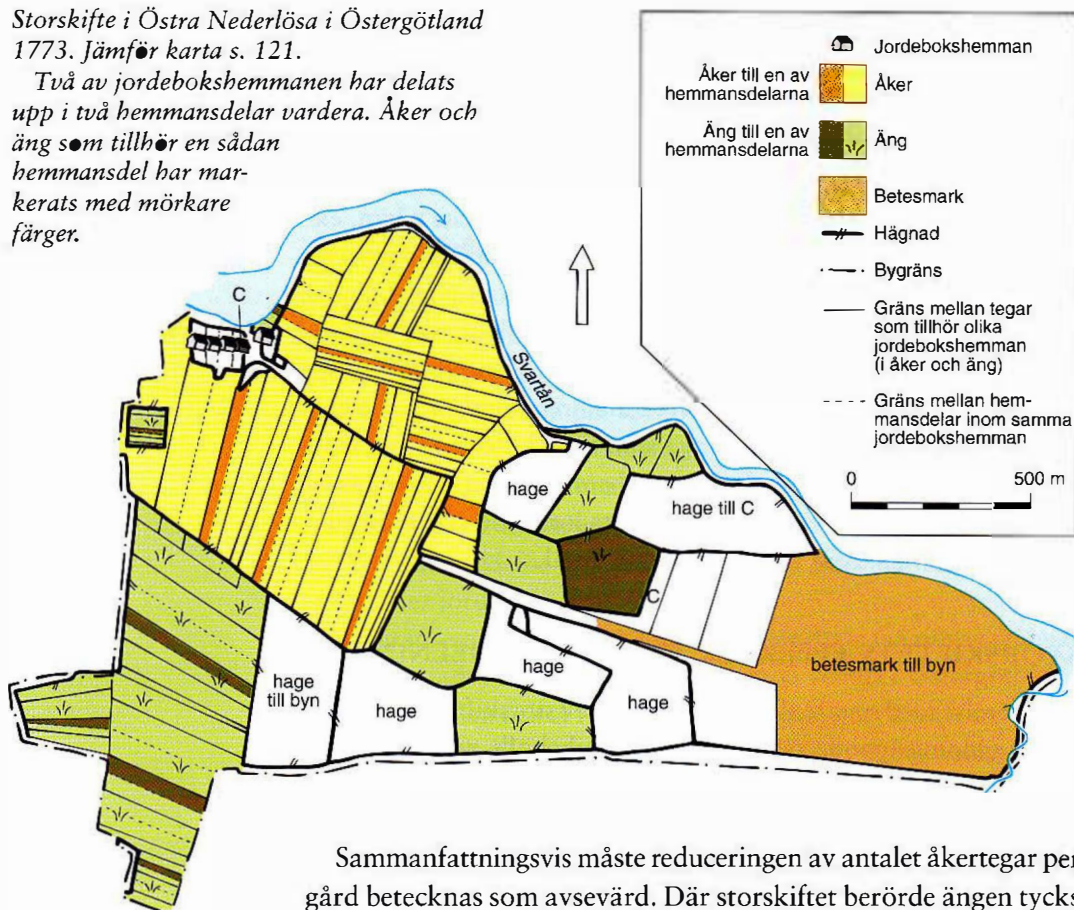 Storskifte i Östra Nederlösa i Östergötland
1773. Jämför karta s. 121.
Två av jordebokshemmanen har delats
upp i två hemmansdelar vardera. Åker och
äng som tillhör en sådan
hemmansdel har mar-
kerats med mörkare
färger.
Jordebokshemman
Åker till en av
hemmansdelarna
Åker
Äng till en av
hemmansdelarna
Äng
Betesmark
Hägnad
Bygräns
Gräns mellan tegar
som tillhör olika
jordebokshemman
(i åker och äng)
Gräns mellan hem-
mansdelar inom samma
jordebokshemman
0 500 m
C
Svartån
hage
hage till C
C
betesmark till byn
hage
till byn
hage
hage
hage
Sammanfattningsvis måste reduceringen av antalet åkertegar per
gård betecknas som avsevärd. Där storskiftet berörde ängen tycks